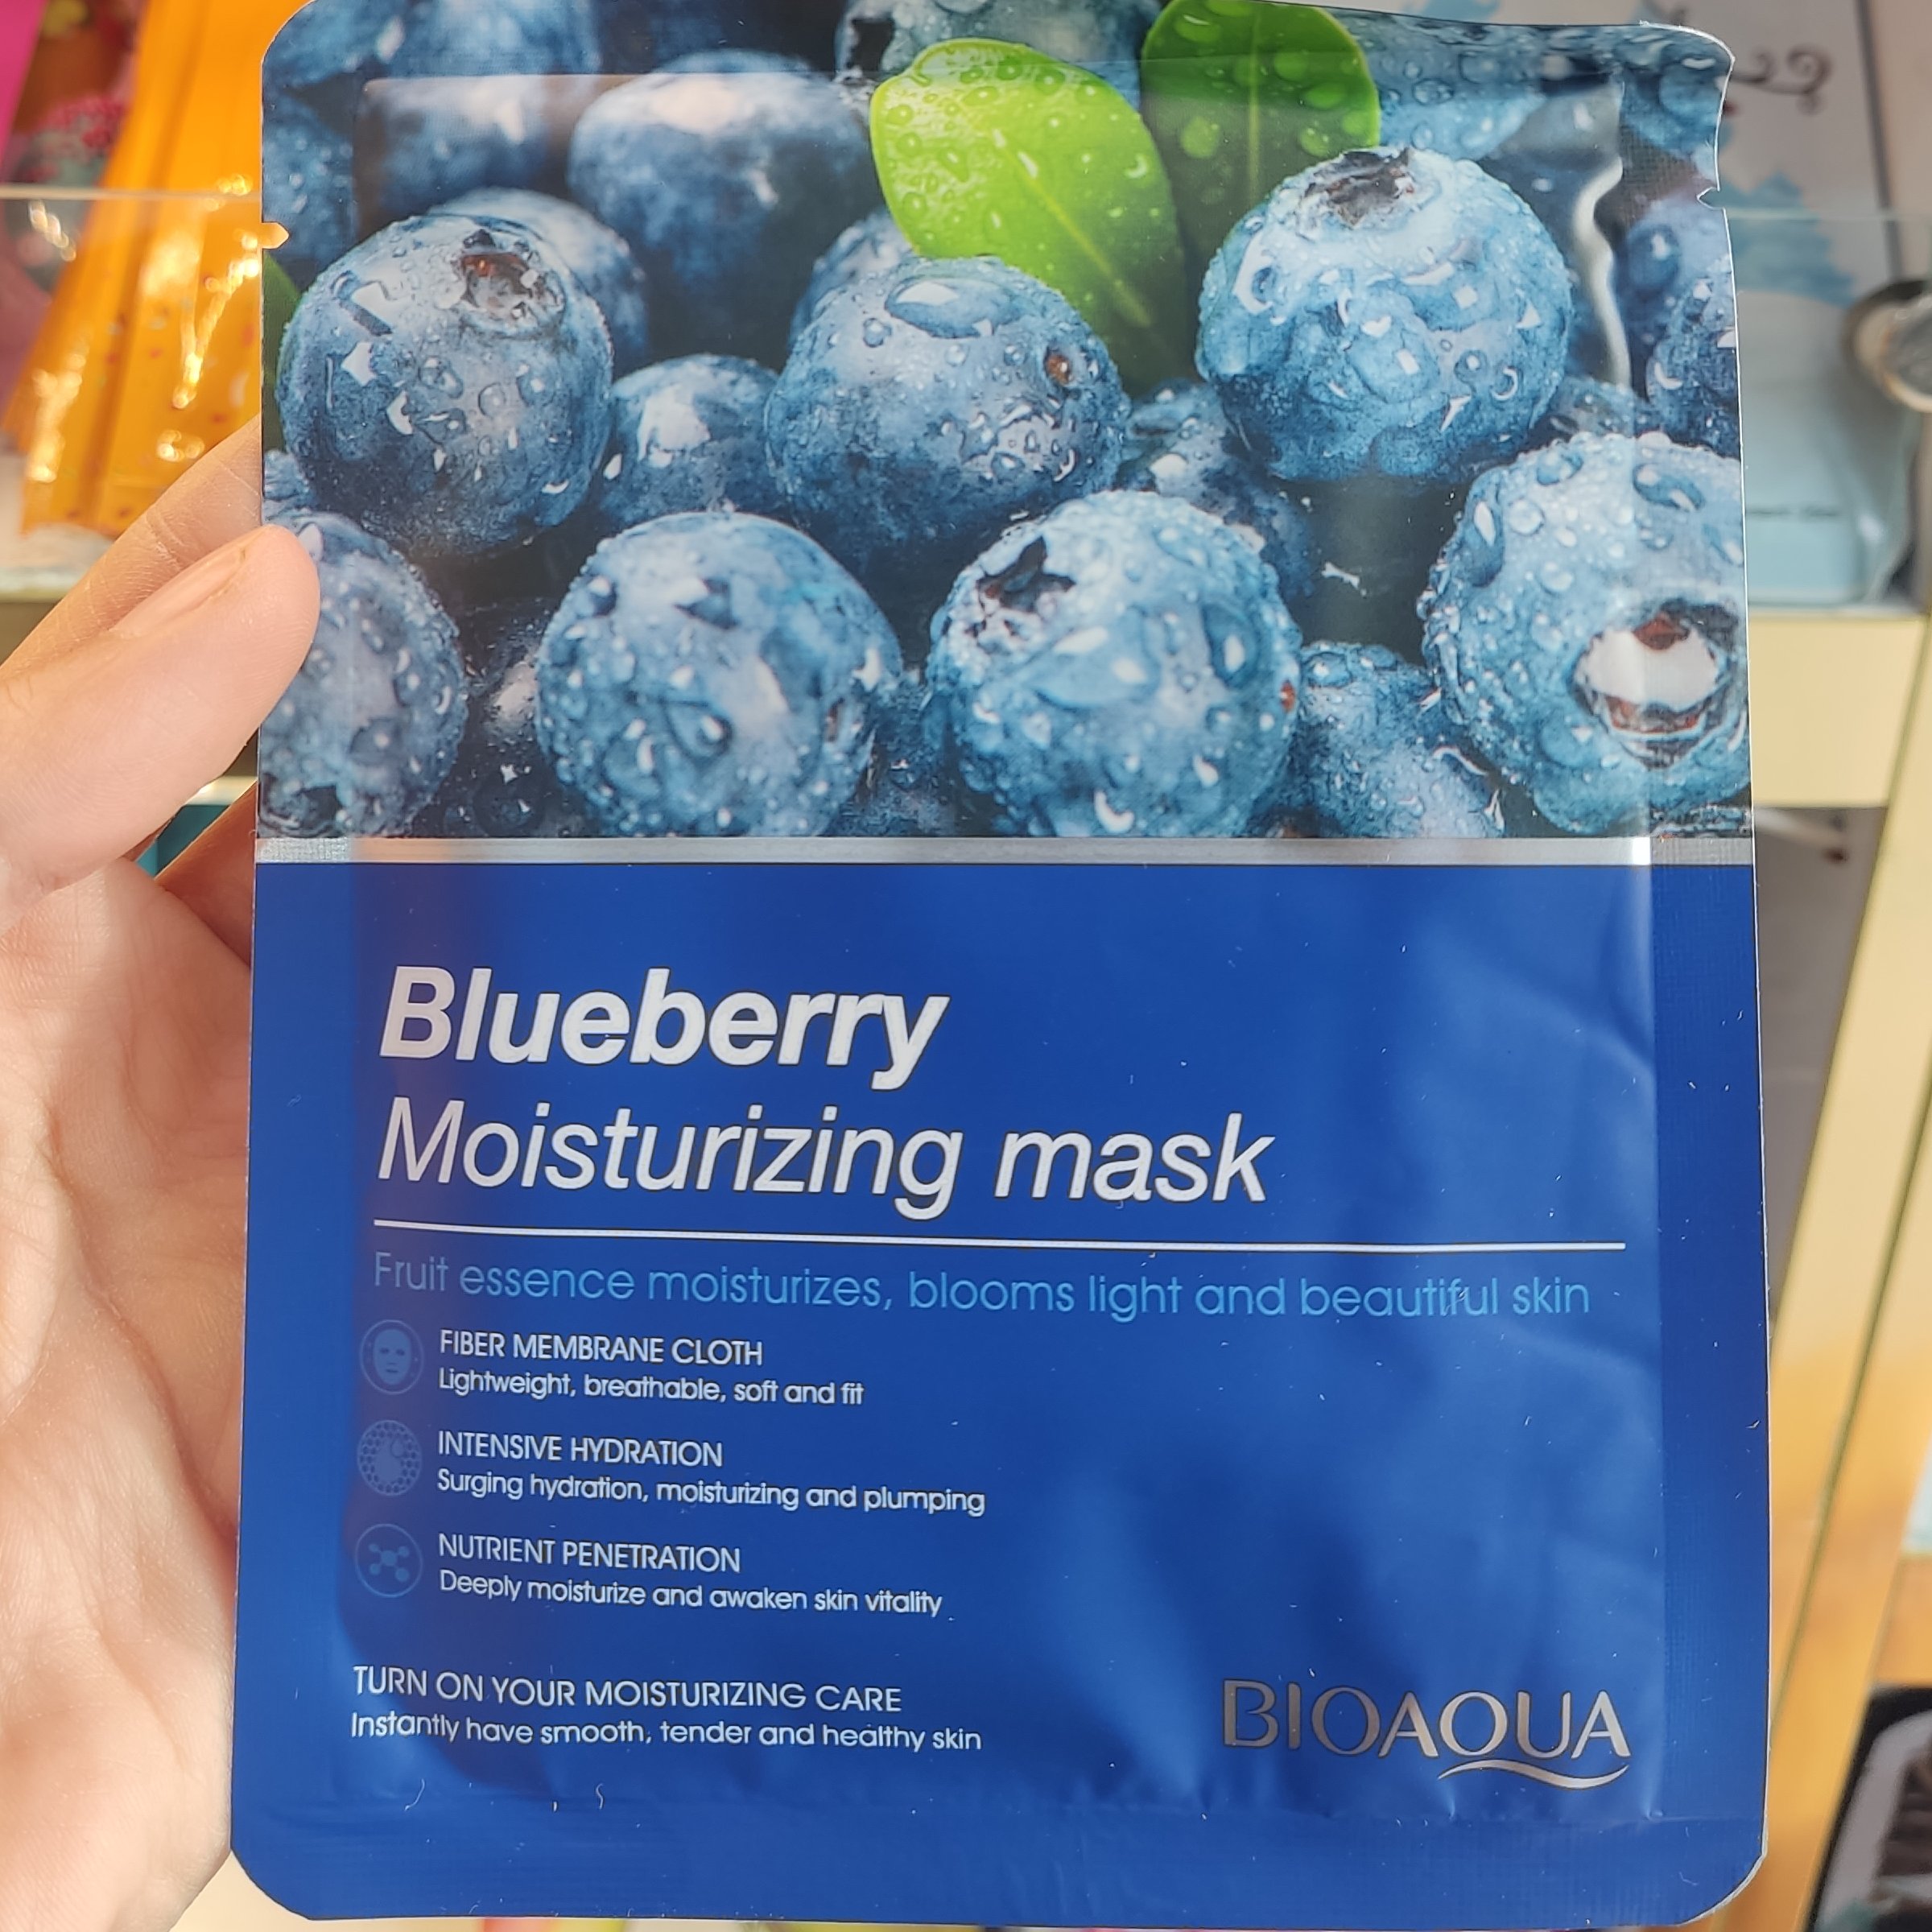 Blueberry
Moisturizing mask
Fruit essence moisturizes, blooms light and beautiful skin
FIBER MEMBRANE CLOTH
Lightweight, breathable, soft and fit
INTENSIVE HYDRATION
Surging hydration, moisturizing and plumping
NUTRIENT PENETRATION
Deeply moisturize and awaken skin vitality
TURN ON YOUR MOISTURIZING CARE
Instantly have smooth, tender and healthy skin
BIOAQUA